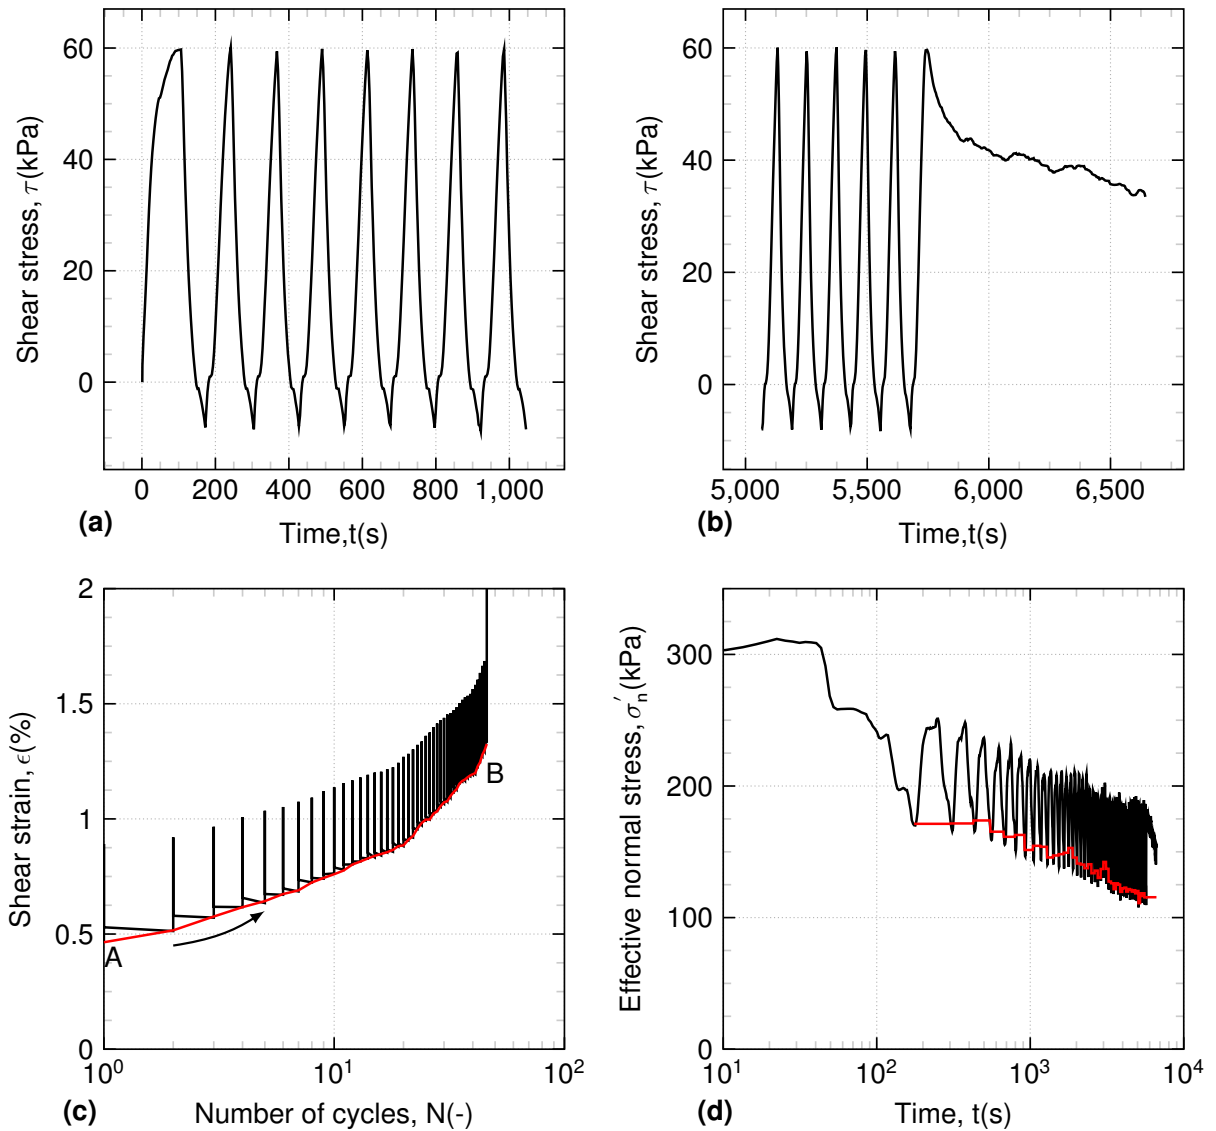 60
40
20
0
Shear stress, τ(kPa)
0 200 400 600 800 1,000
(a)
Time,t(s)
60
40
20
0
Shear stress, τ(kPa)
5,000 5,500 6,000 6,500
(b)
Time,t(s)
2
1.5
1
0.5
0
Shear strain, ϵ(%)
A
B
10⁰ 10¹ 10²
(c)
Number of cycles, N(-)
300
200
100
0
Effective normal stress, σ′ₙ(kPa)
10¹ 10² 10³ 10⁴
(d)
Time, t(s)